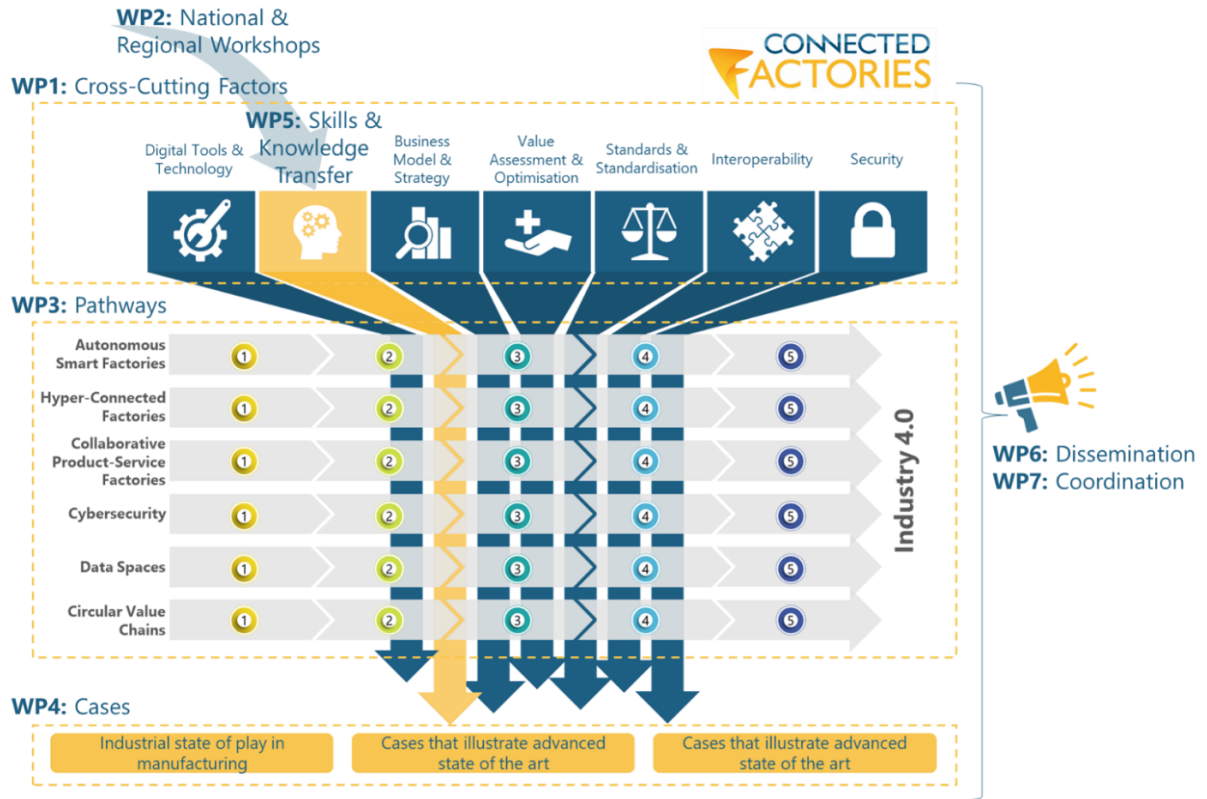 WP2: National &
Regional Workshops
CONNECTED
FACTORIES
WP1: Cross-Cutting Factors
WP5: Skills &
Knowledge
Transfer
Digital Tools &
Technology
Business
Model &
Strategy
Value
Assessment &
Optimisation
Standards &
Standardisation
Interoperability
Security
WP3: Pathways
Autonomous
Smart Factories
1 2 3 4 5
Hyper-Connected
Factories
1 2 3 4 5
Collaborative
Product-Service
Factories
1 2 3 4 5
Cybersecurity
1 2 3 4 5
Data Spaces
1 2 3 4 5
Circular Value
Chains
1 2 3 4 5
Industry 4.0
WP6: Dissemination
WP7: Coordination
WP4: Cases
Industrial state of play in
manufacturing
Cases that illustrate advanced
state of the art
Cases that illustrate advanced
state of the art